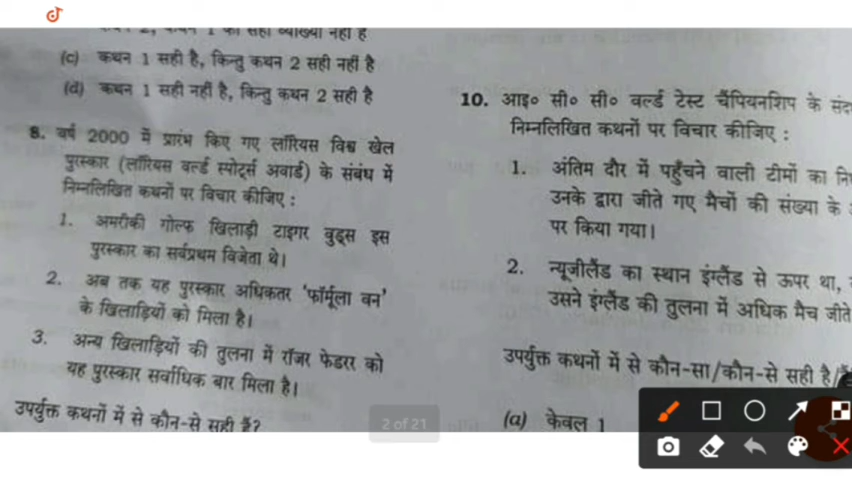 (c) कथन 1 सही है, किन्तु कथन 2 सही नहीं है
(d) कथन 1 सही नहीं है, किन्तु कथन 2 सही है
8. वर्ष 2000 में प्रारंभ किए गए लॉरियस विश्व खेल
पुरस्कार (लॉरियस वर्ल्ड स्पोर्ट्स अवार्ड) के संबंध में
निम्नलिखित कथनों पर विचार कीजिए :
1. अमरीकी गोल्फ खिलाड़ी टाइगर वुड्स इस
पुरस्कार का सर्वप्रथम विजेता थे।
2. अब तक यह पुरस्कार अधिकतर 'फॉर्मूला वन'
के खिलाड़ियों को मिला है।
3. अन्य खिलाड़ियों की तुलना में रॉजर फेडरर को
यह पुरस्कार सर्वाधिक बार मिला है।
उपर्युक्त कथनों में से कौन-से सही हैं?
10. आइ० सी० सी० वर्ल्ड टेस्ट चैंपियनशिप के
निम्नलिखित कथनों पर विचार कीजिए :
1. अंतिम दौर में पहुँचने वाली टीमों का
उनके द्वारा जीते गए मैचों की संख्या के
पर किया गया।
2. न्यूजीलैंड का स्थान इंग्लैंड से ऊपर था,
उसने इंग्लैंड की तुलना में अधिक मैच जीते
उपर्युक्त कथनों में से कौन-सा/कौन-से सही
(a) केवल 1
2 of 21